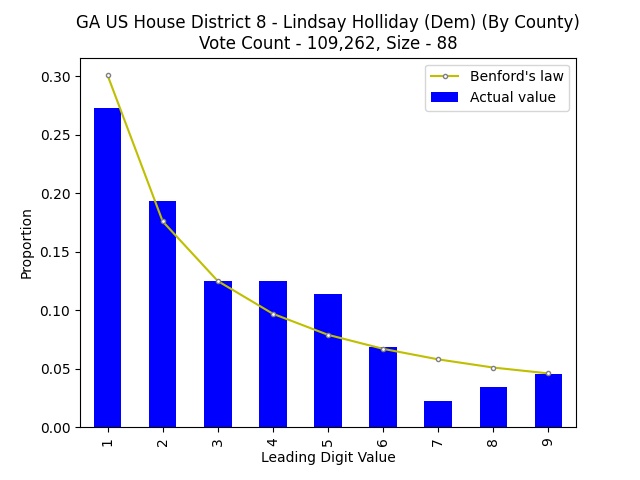 GA US House District 8 - Lindsay Holliday (Dem) (By County)
Vote Count - 109,262, Size - 88
Benford's law
Actual value
Proportion
0.30
0.25
0.20
0.15
0.10
0.05
0.00
1 2 3 4 5 6 7 8 9
Leading Digit Value